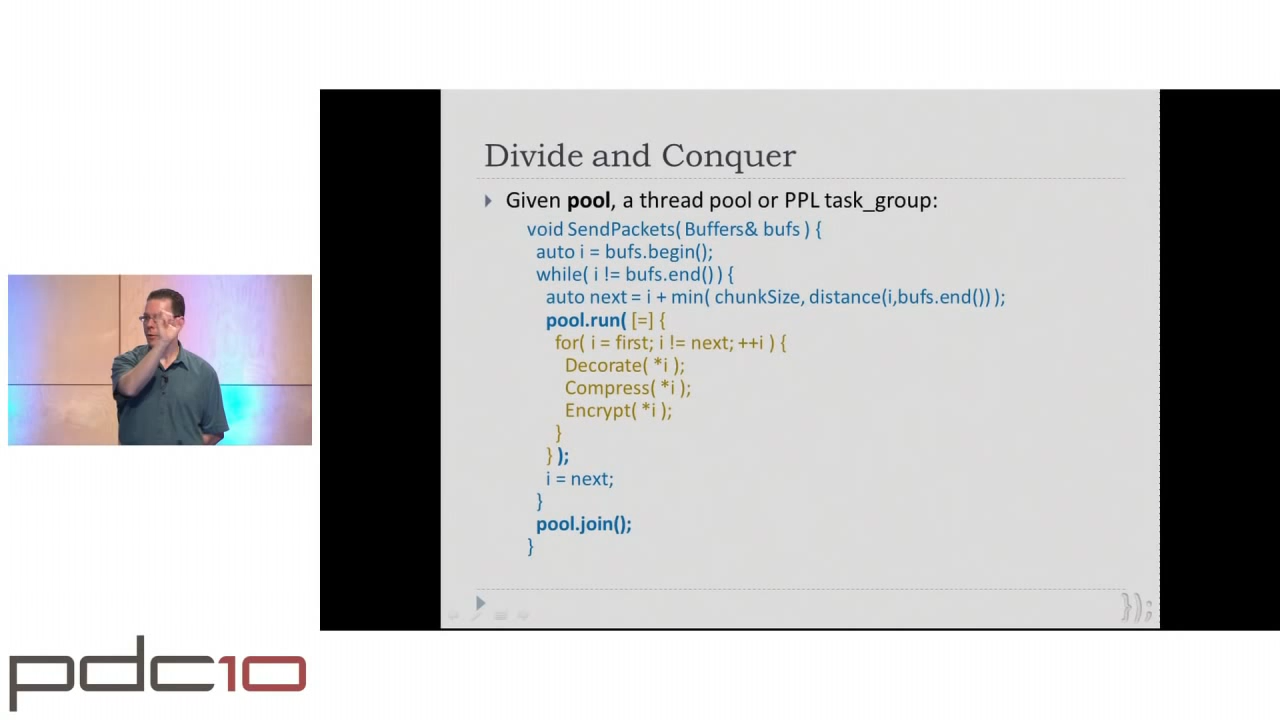 Divide and Conquer
Given pool, a thread pool or PPL task_group:
void SendPackets( Buffers& bufs ) {
auto i = bufs.begin();
while( i != bufs.end() ) {
auto next = i + min( chunkSize, distance(i,bufs.end()) );
pool.run( [=] {
for( i = first; i != next; ++i ) {
Decorate( *i );
Compress( *i );
Encrypt( *i );
}
} );
i = next;
}
pool.join();
}
});
pdc10